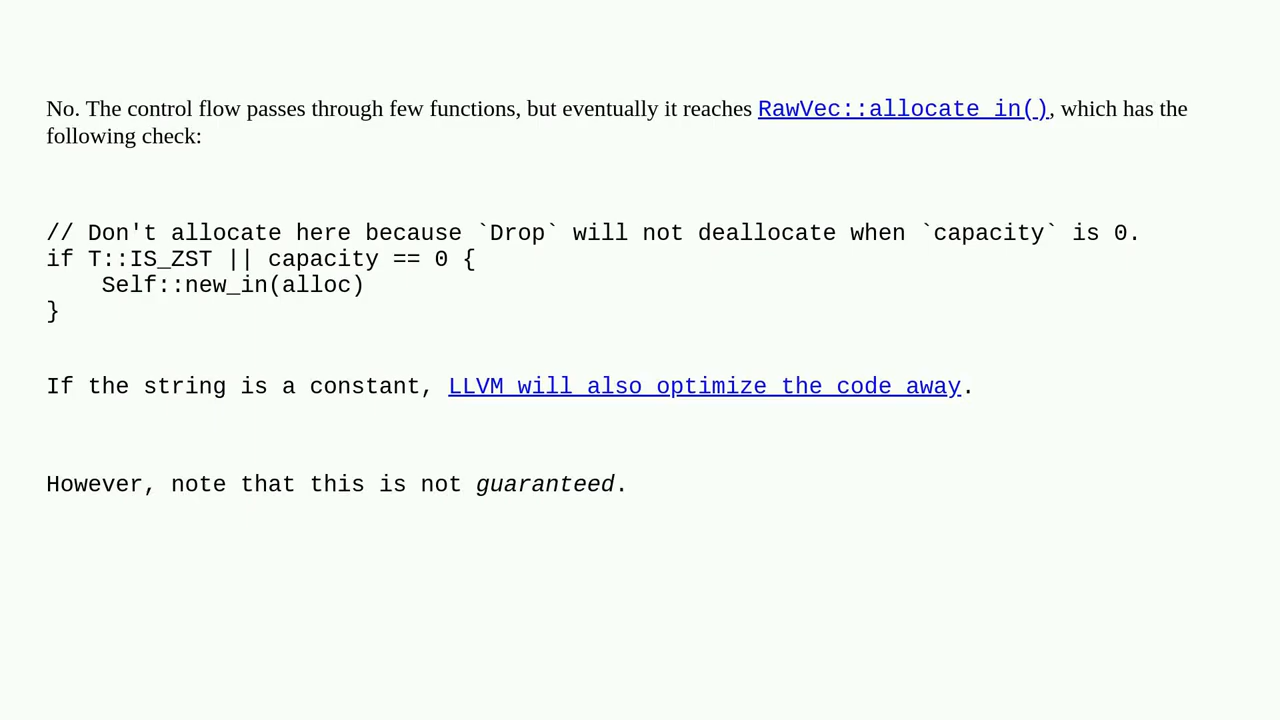 No. The control flow passes through few functions, but eventually it reaches RawVec::allocate_in(), which has the
following check:
// Don't allocate here because `Drop` will not deallocate when `capacity` is 0.
if T::IS_ZST || capacity == 0 {
    Self::new_in(alloc)
}
If the string is a constant, LLVM will also optimize the code away.
However, note that this is not guaranteed.